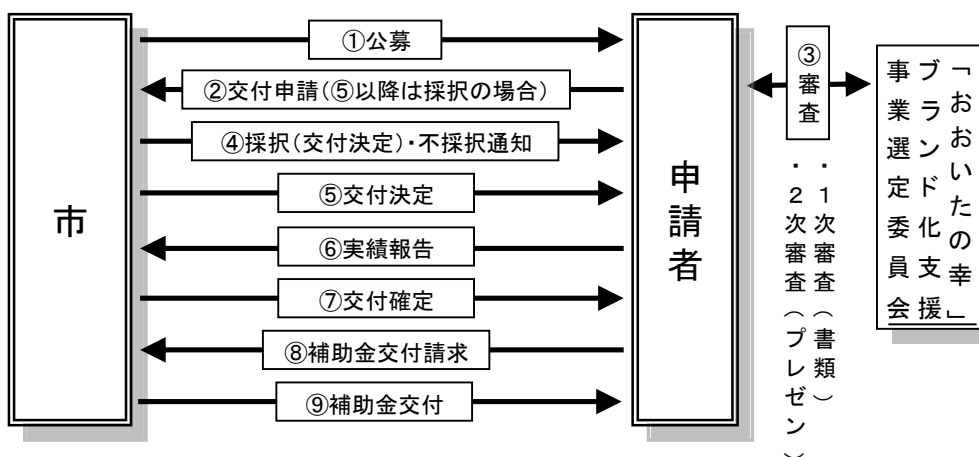 市
①公募
②交付申請(⑤以降は採択の場合)
④採択(交付決定)・不採択通知
⑤交付決定
⑥実績報告
⑦交付確定
⑧補助金交付請求
⑨補助金交付
申請者
③審査
・1次審査(書類)
・2次審査(プレゼン)
「おおいたの幸」
ブランド化支援
事業選定委員会